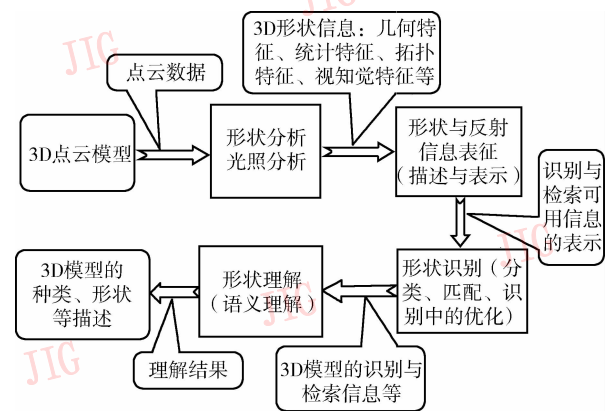 JIG
JIG
点云数据
3D形状信息：几何特
征、统计特征、拓扑
特征、视知觉特征等
3D点云模型
形状分析
光照分析
形状与反射
信息表征
（描述与表示）
识别与
检索可
用信息
的表示
JIG
形状识别（分
类、匹配、识
别中的优化）
形状理解
（语义理解）
JIG
3D模型的
种类、形状
等描述
理解结果
3D模型的识别与
检索信息等
JIG